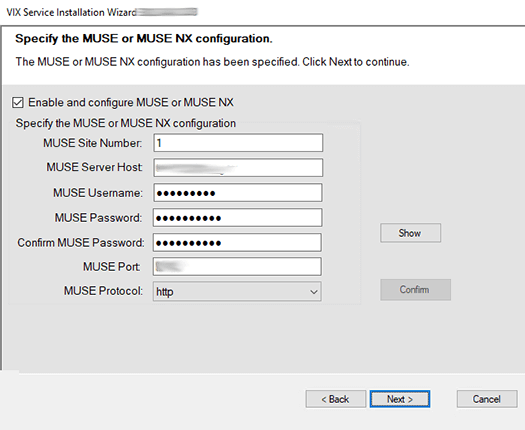 VIX Service Installation Wizard
Specify the MUSE or MUSE NX configuration.
The MUSE or MUSE NX configuration has been specified. Click Next to continue.
Enable and configure MUSE or MUSE NX
Specify the MUSE or MUSE NX configuration
MUSE Site Number: 1
MUSE Server Host:
MUSE Username: ●●●●●●●●●
MUSE Password: ●●●●●●●●●●
Confirm MUSE Password: ●●●●●●●●●●
Show
MUSE Port:
MUSE Protocol: http
Confirm
< Back Next > Cancel